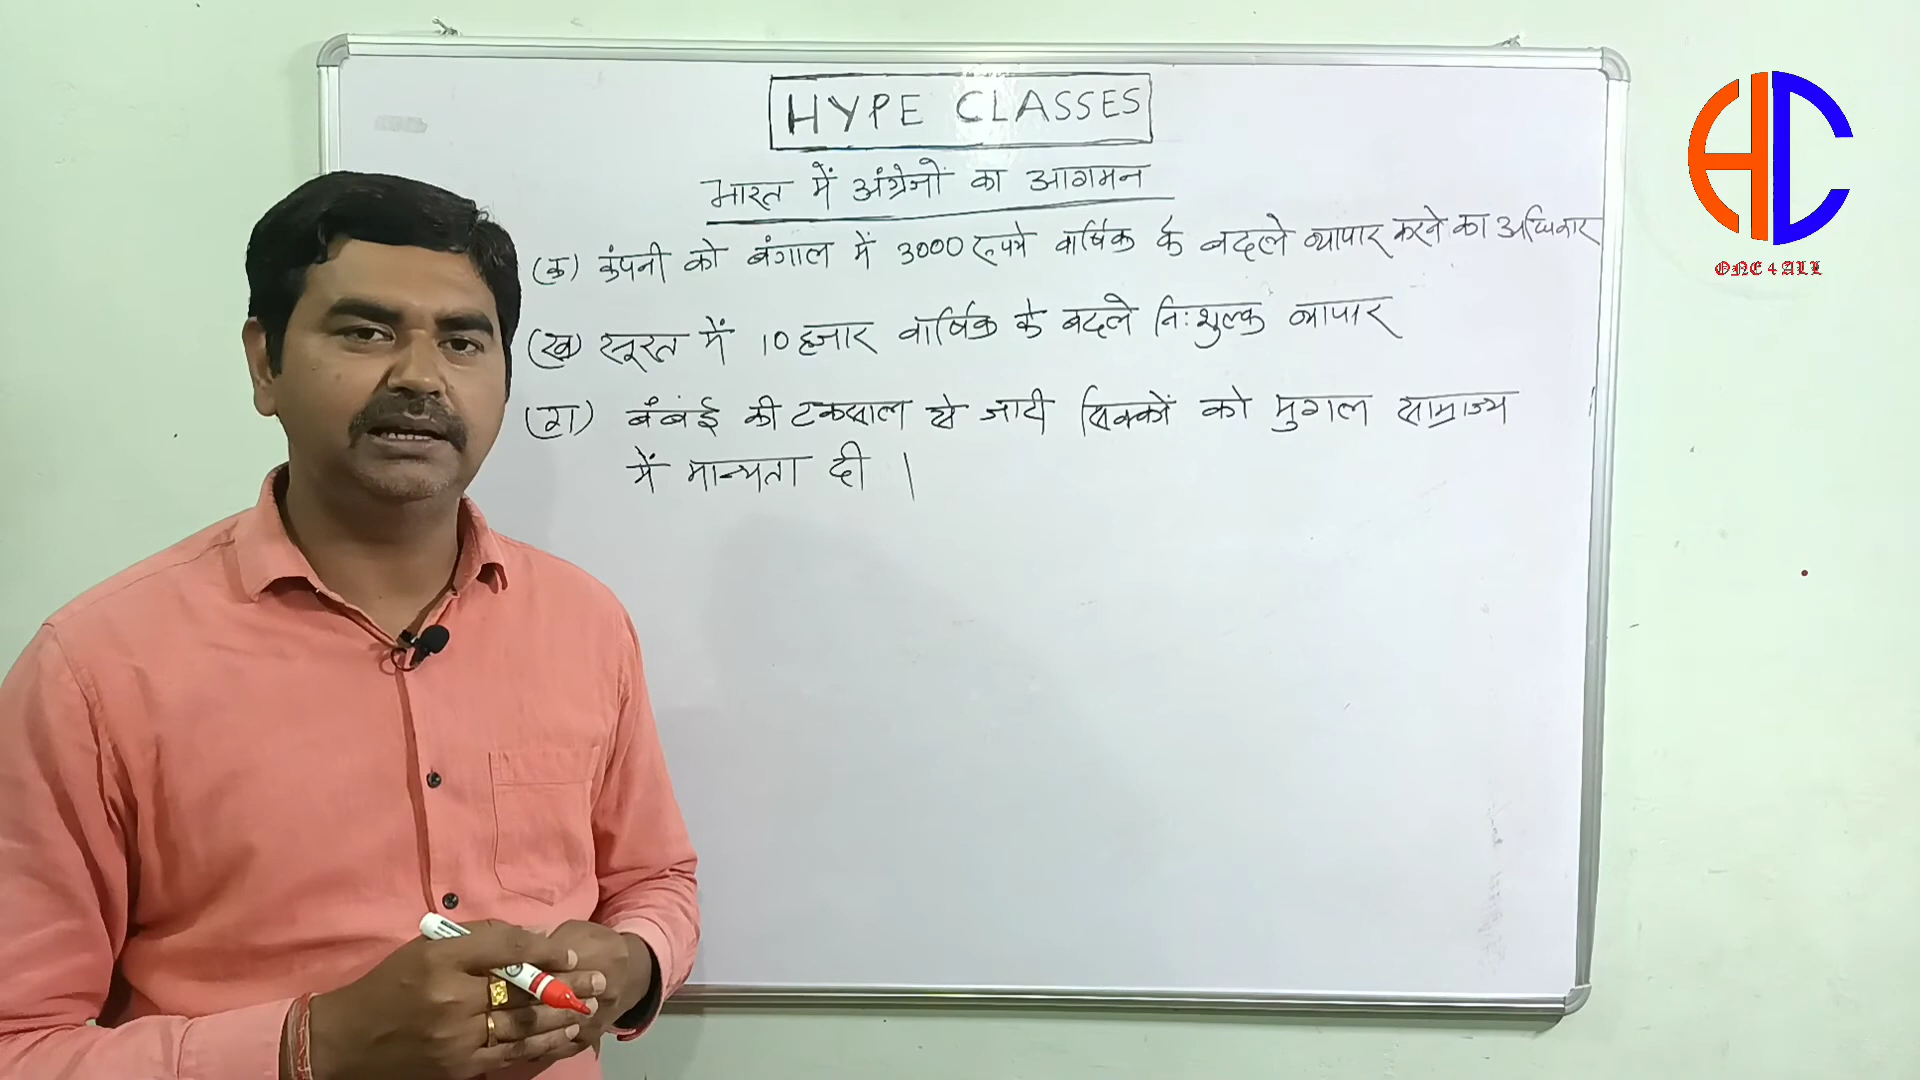 HYPE CLASSES
भारत में अंग्रेजों का आगमन
(क) कंपनी को बंगाल में 3000 रुपये वार्षिक के बदले व्यापार करने का अधिकार
(ख) सूरत में 10 हजार वार्षिक के बदले निःशुल्क व्यापार
(ग) बंबई की टकसाल से जारी सिक्कों को मुगल साम्राज्य
में मान्यता दी |
HC
ONE 4 ALL